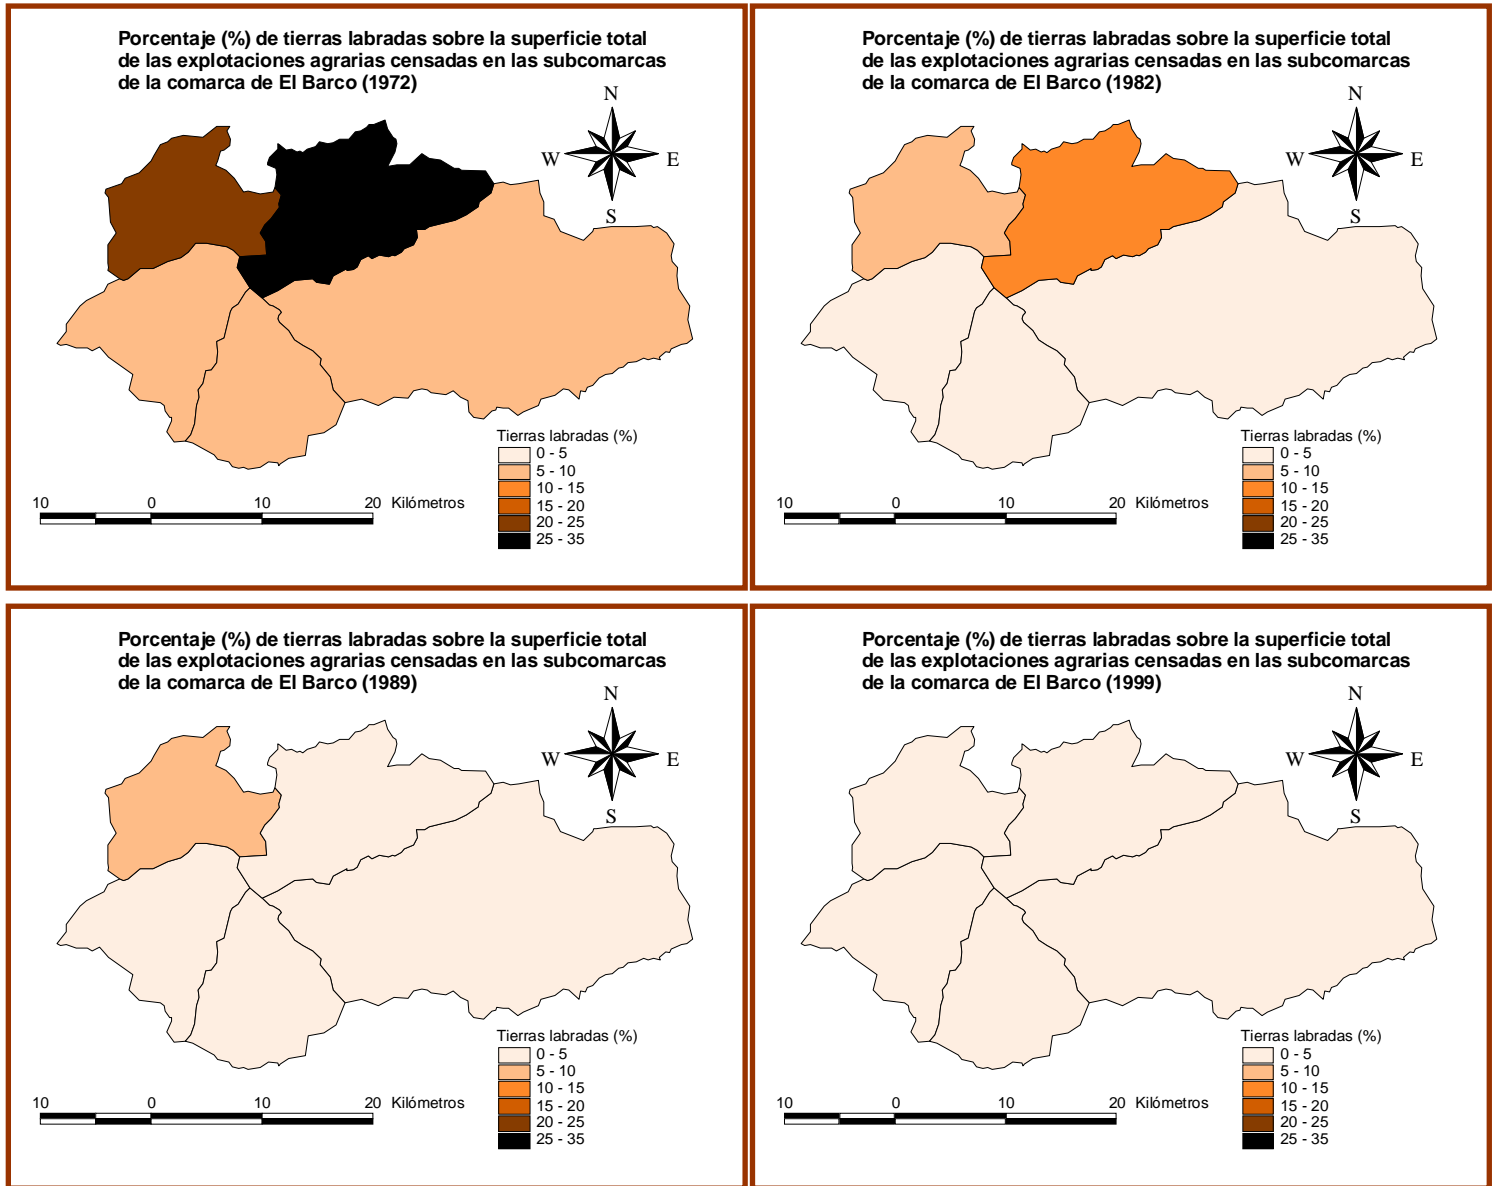 Porcentaje (%) de tierras labradas sobre la superficie total
de las explotaciones agrarias censadas en las subcomarcas
de la comarca de El Barco (1972)
N
W
E
S
Tierras labradas (%)
0 - 5
5 - 10
10 - 15
15 - 20
20 - 25
25 - 35
10 0 10 20 Kilómetros
Porcentaje (%) de tierras labradas sobre la superficie total
de las explotaciones agrarias censadas en las subcomarcas
de la comarca de El Barco (1982)
N
W
E
S
Tierras labradas (%)
0 - 5
5 - 10
10 - 15
15 - 20
20 - 25
25 - 35
10 0 10 20 Kilómetros
Porcentaje (%) de tierras labradas sobre la superficie total
de las explotaciones agrarias censadas en las subcomarcas
de la comarca de El Barco (1989)
N
W
E
S
Tierras labradas (%)
0 - 5
5 - 10
10 - 15
15 - 20
20 - 25
25 - 35
10 0 10 20 Kilómetros
Porcentaje (%) de tierras labradas sobre la superficie total
de las explotaciones agrarias censadas en las subcomarcas
de la comarca de El Barco (1999)
N
W
E
S
Tierras labradas (%)
0 - 5
5 - 10
10 - 15
15 - 20
20 - 25
25 - 35
10 0 10 20 Kilómetros